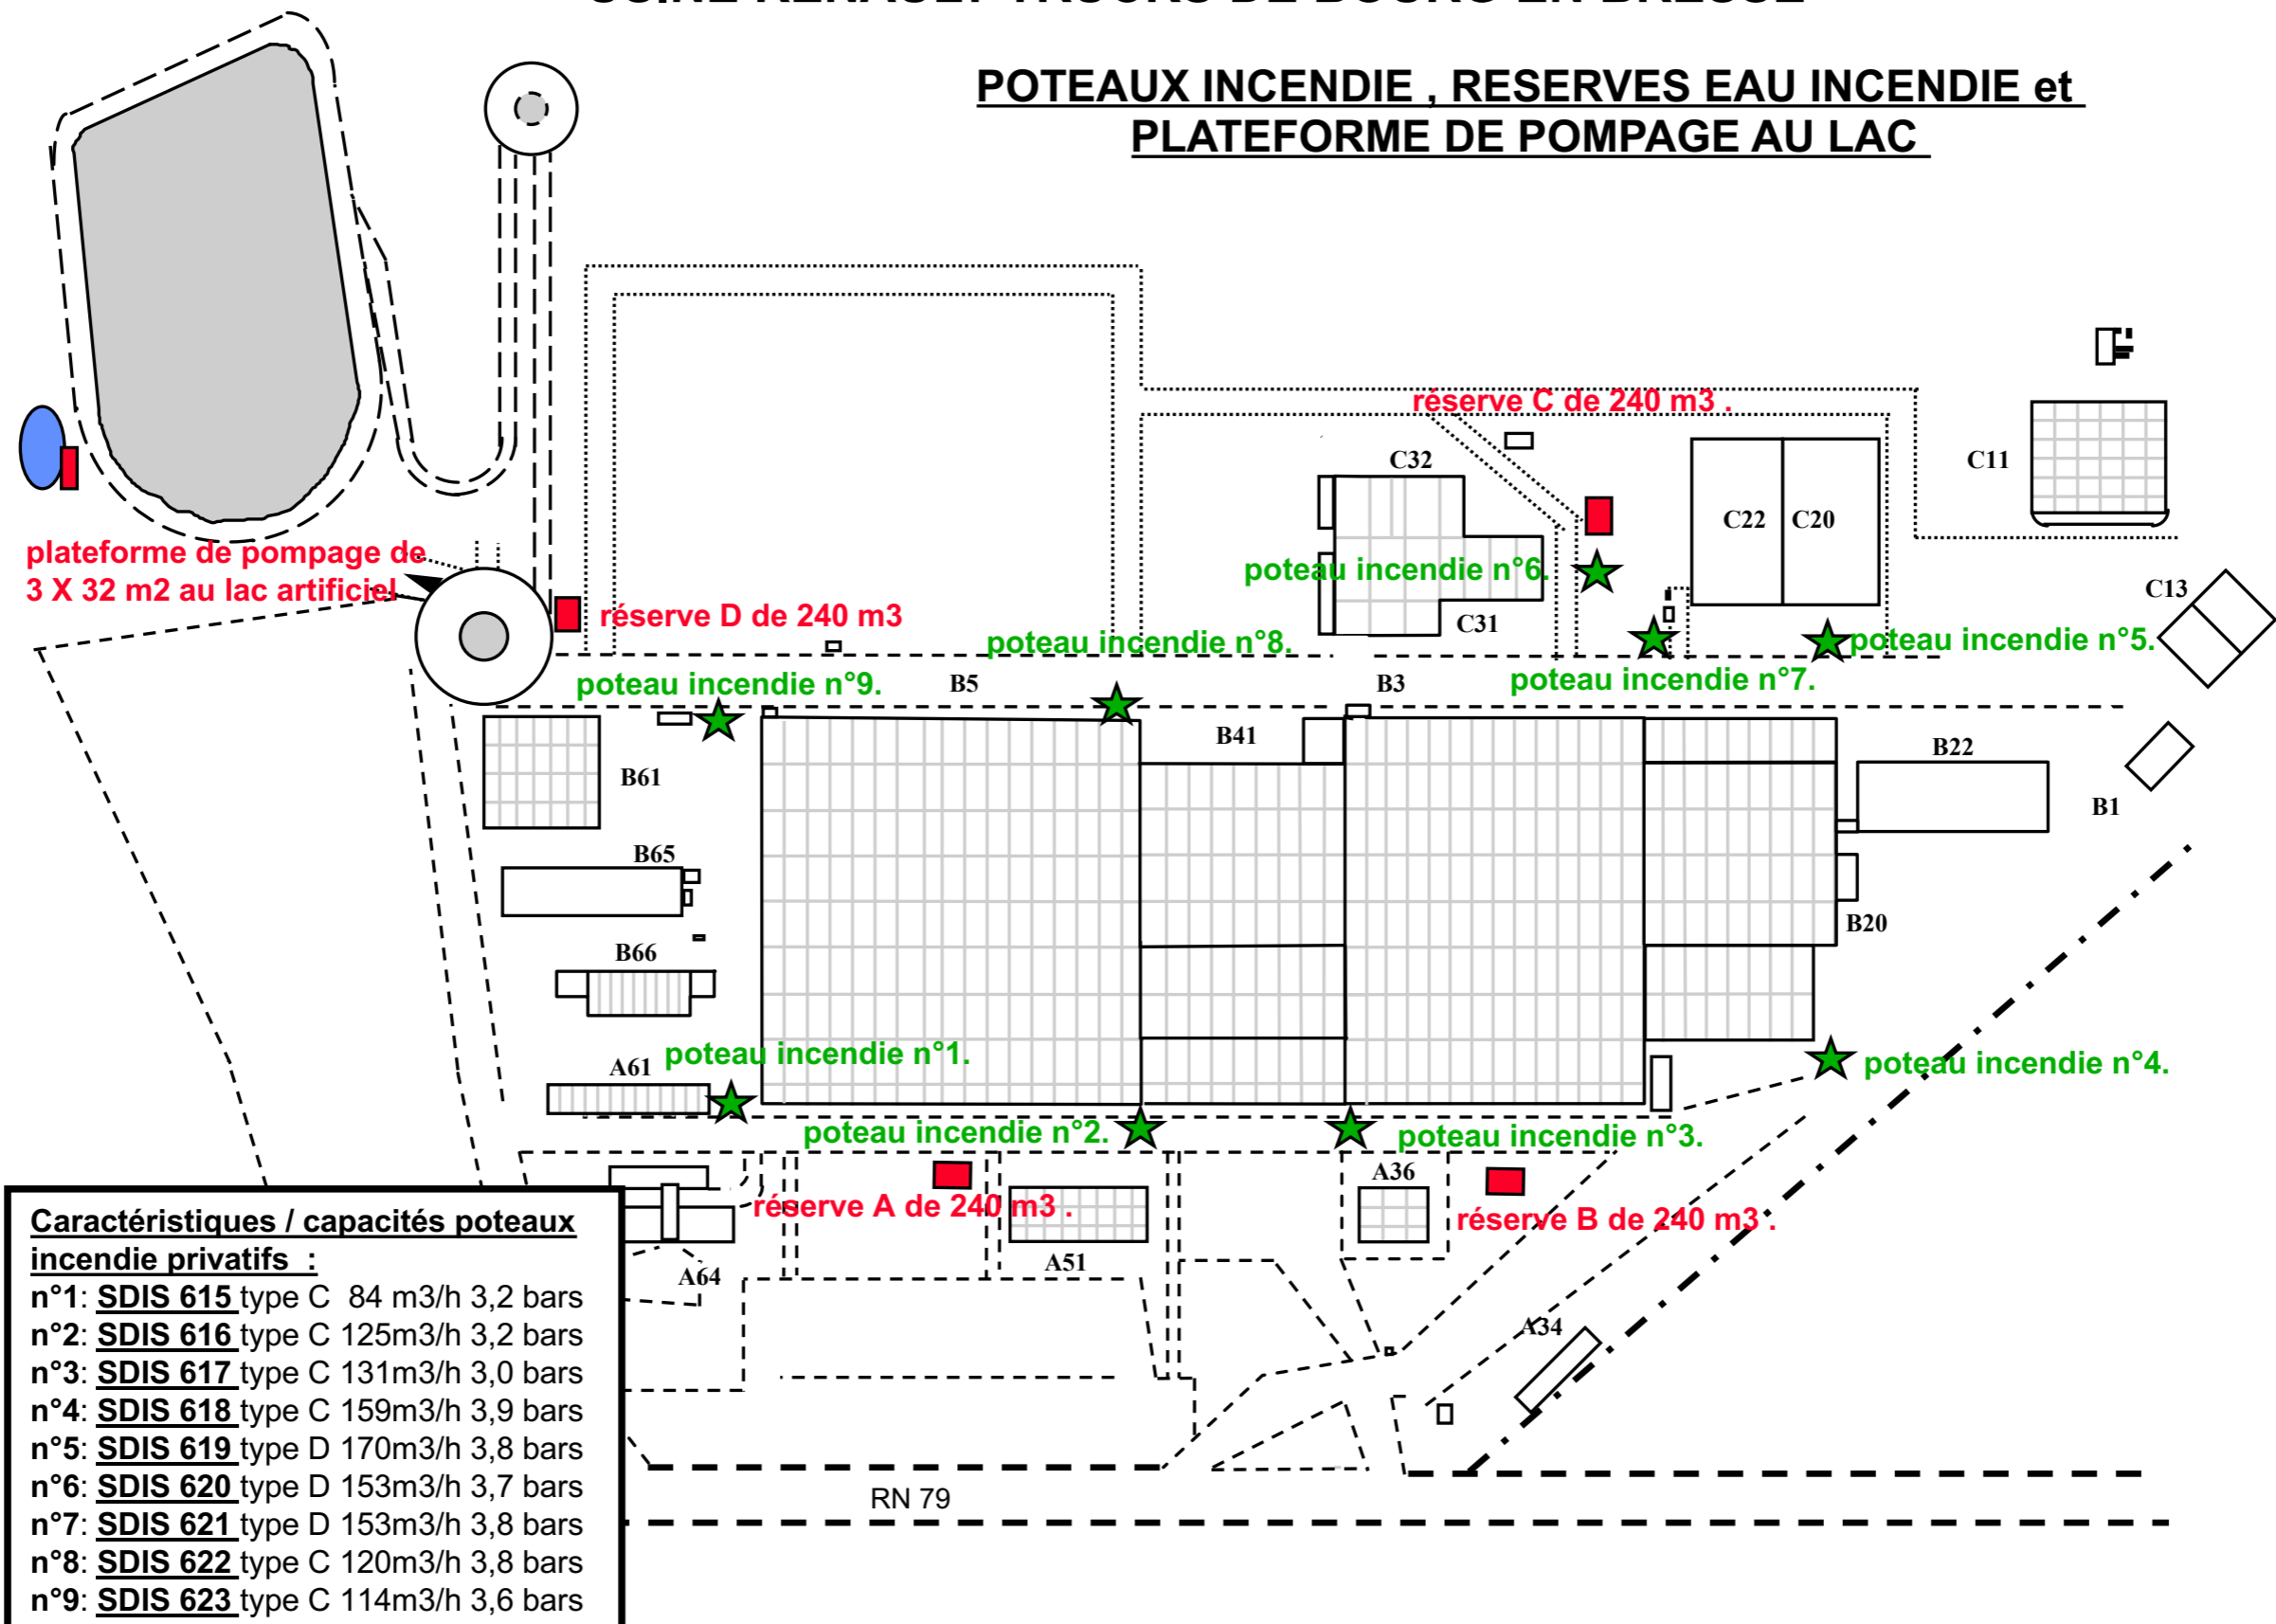 POTEAUX INCENDIE , RESERVES EAU INCENDIE et
PLATEFORME DE POMPAGE AU LAC
réserve C de 240 m3 .
C32
C11
C22
C20
plateforme de pompage de
3 X 32 m2 au lac artificiel
poteau incendie n°6.
C13
réserve D de 240 m3
C31
poteau incendie n°8.
poteau incendie n°5.
poteau incendie n°9.
B5
B3
poteau incendie n°7.
B41
B22
B61
B1
B65
B20
B66
poteau incendie n°1.
A61
poteau incendie n°4.
poteau incendie n°2.
poteau incendie n°3.
A36
réserve A de 240 m3 .
réserve B de 240 m3 .
A64
A51
A34
RN 79
Caractéristiques / capacités poteaux
incendie privatifs :
n°1: SDIS 615 type C 84 m3/h 3,2 bars
n°2: SDIS 616 type C 125m3/h 3,2 bars
n°3: SDIS 617 type C 131m3/h 3,0 bars
n°4: SDIS 618 type C 159m3/h 3,9 bars
n°5: SDIS 619 type D 170m3/h 3,8 bars
n°6: SDIS 620 type D 153m3/h 3,7 bars
n°7: SDIS 621 type D 153m3/h 3,8 bars
n°8: SDIS 622 type C 120m3/h 3,8 bars
n°9: SDIS 623 type C 114m3/h 3,6 bars